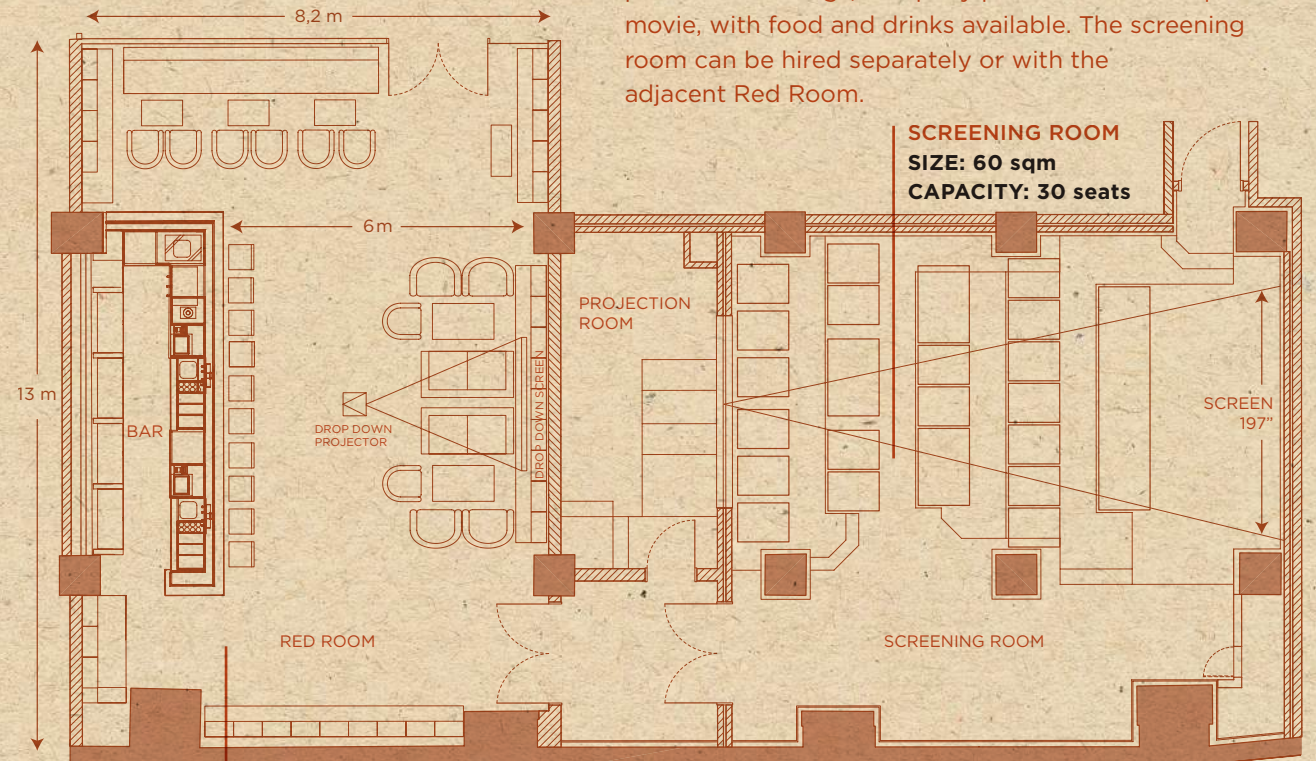 8,2 m
movie, with food and drinks available. The screening
room can be hired separately or with the
adjacent Red Room.
SCREENING ROOM
SIZE: 60 sqm
CAPACITY: 30 seats
6m
PROJECTION
ROOM
13 m
BAR
DROP DOWN
PROJECTOR
DROP DOWN SCREEN
SCREEN
197”
RED ROOM
SCREENING ROOM